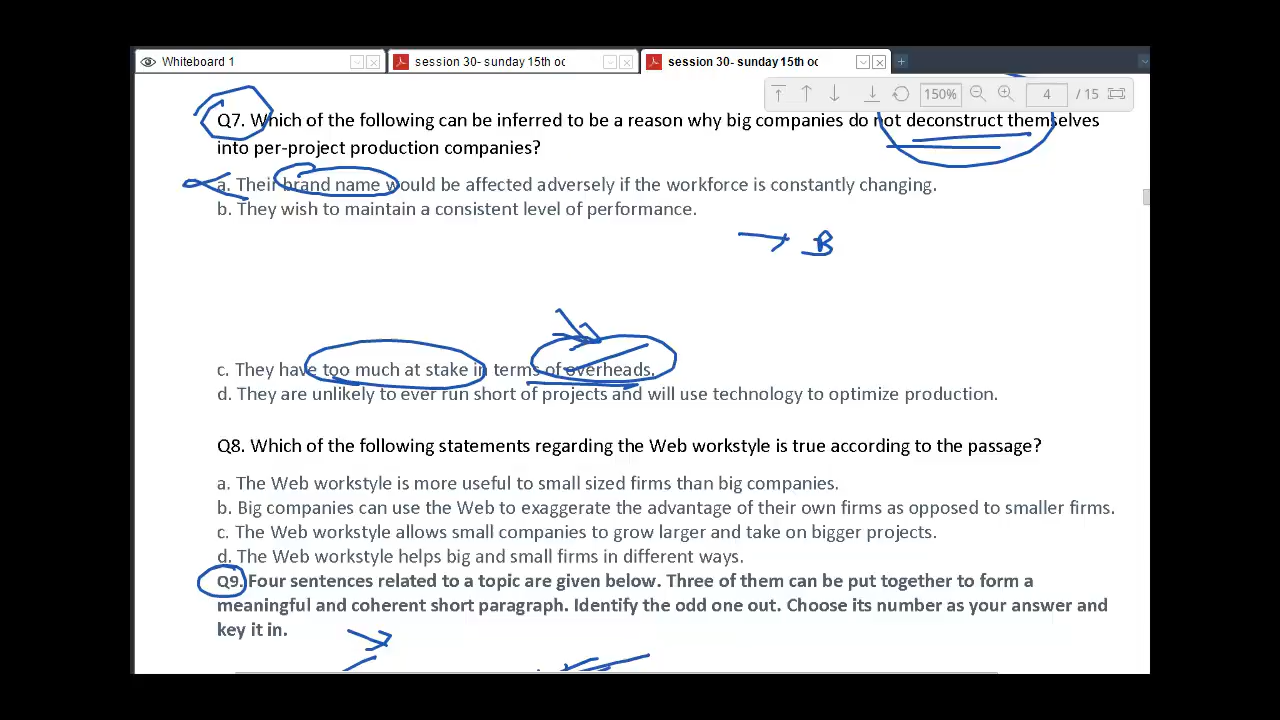 Whiteboard 1
session 30- sunday 15th oc
session 30- sunday 15th oc
150%
4 / 15
Q7. Which of the following can be inferred to be a reason why big companies do not deconstruct themselves
into per-project production companies?
a. Their brand name would be affected adversely if the workforce is constantly changing.
b. They wish to maintain a consistent level of performance.
B
c. They have too much at stake in terms of overheads.
d. They are unlikely to ever run short of projects and will use technology to optimize production.
Q8. Which of the following statements regarding the Web workstyle is true according to the passage?
a. The Web workstyle is more useful to small sized firms than big companies.
b. Big companies can use the Web to exaggerate the advantage of their own firms as opposed to smaller firms.
c. The Web workstyle allows small companies to grow larger and take on bigger projects.
d. The Web workstyle helps big and small firms in different ways.
Q9. Four sentences related to a topic are given below. Three of them can be put together to form a
meaningful and coherent short paragraph. Identify the odd one out. Choose its number as your answer and
key it in.